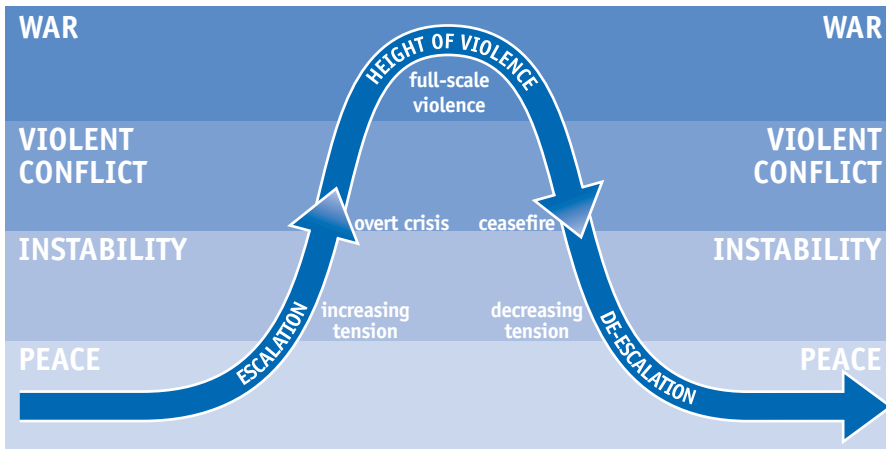 WAR
WAR
HEIGHT OF VIOLENCE
full-scale
violence
VIOLENT
CONFLICT
VIOLENT
CONFLICT
overt crisis
ceasefire
INSTABILITY
INSTABILITY
ESCALATION
increasing
tension
decreasing
tension
DE-ESCALATION
PEACE
PEACE